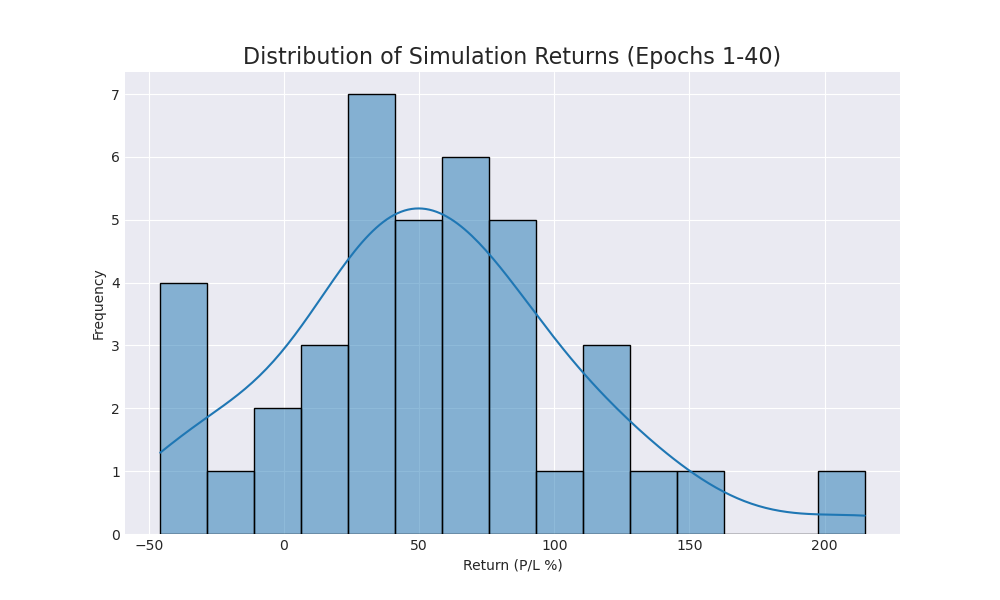 Distribution of Simulation Returns (Epochs 1-40)
7
6
5
4
3
2
1
0
Frequency
−50 0 50 100 150 200
Return (P/L %)